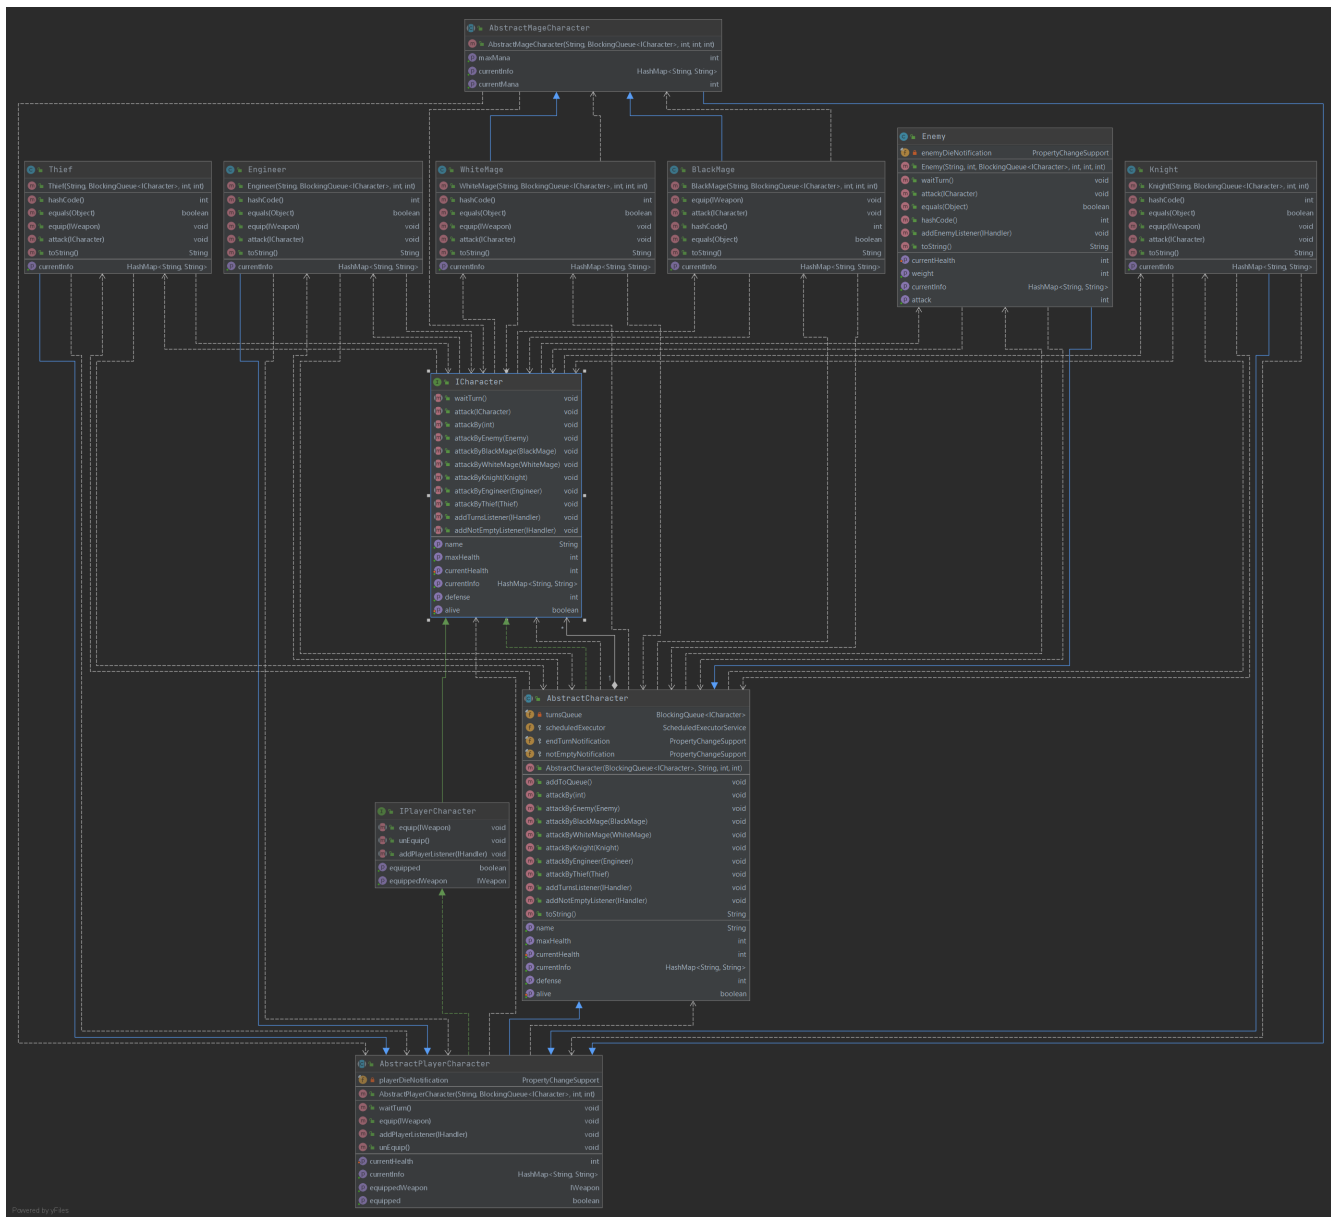 AbstractMageCharacter
AbstractMageCharacter(String, BlockingQueue<ICharacter>, int, int, int)
maxMana int
currentInfo HashMap<String, String>
currentMana int
Thief
Thief(String, BlockingQueue<ICharacter>, int, int)
hashCode() int
equals(Object) boolean
equip(IWeapon) void
attack(ICharacter) void
toString() String
currentInfo HashMap<String, String>
Engineer
Engineer(String, BlockingQueue<ICharacter>, int, int)
hashCode() int
equals(Object) boolean
equip(IWeapon) void
attack(ICharacter) void
toString() String
currentInfo HashMap<String, String>
WhiteMage
WhiteMage(String, BlockingQueue<ICharacter>, int, int, int)
hashCode() int
equals(Object) boolean
equip(IWeapon) void
attack(ICharacter) void
toString() String
currentInfo HashMap<String, String>
BlackMage
BlackMage(String, BlockingQueue<ICharacter>, int, int, int)
equip(IWeapon) void
attack(ICharacter) void
hashCode() int
equals(Object) boolean
toString() String
currentInfo HashMap<String, String>
Enemy
enemyDieNotification PropertyChangeSupport
Enemy(String, int, BlockingQueue<ICharacter>, int, int, int)
waitTurn() void
attack(ICharacter) void
equals(Object) boolean
hashCode() int
addEnemyListener(IHandler) void
toString() String
currentHealth int
weight int
currentInfo HashMap<String, String>
attack int
Knight
Knight(String, BlockingQueue<ICharacter>, int, int)
hashCode() int
equals(Object) boolean
equip(IWeapon) void
attack(ICharacter) void
toString() String
currentInfo HashMap<String, String>
ICharacter
waitTurn() void
attack(ICharacter) void
attackBy(int) void
attackByEnemy(Enemy) void
attackByBlackMage(BlackMage) void
attackByWhiteMage(WhiteMage) void
attackByKnight(Knight) void
attackByEngineer(Engineer) void
attackByThief(Thief) void
addTurnsListener(IHandler) void
addNotEmptyListener(IHandler) void
name String
maxHealth int
currentHealth int
currentInfo HashMap<String, String>
defense int
alive boolean
*
1
AbstractCharacter
turnsQueue BlockingQueue<ICharacter>
scheduledExecutor ScheduledExecutorService
endTurnNotification PropertyChangeSupport
notEmptyNotification PropertyChangeSupport
AbstractCharacter(BlockingQueue<ICharacter>, String, int, int)
addToQueue() void
attackBy(int) void
attackByEnemy(Enemy) void
attackByBlackMage(BlackMage) void
attackByWhiteMage(WhiteMage) void
attackByKnight(Knight) void
attackByEngineer(Engineer) void
attackByThief(Thief) void
addTurnsListener(IHandler) void
addNotEmptyListener(IHandler) void
toString() String
name String
maxHealth int
currentHealth int
currentInfo HashMap<String, String>
defense int
alive boolean
IPlayerCharacter
equip(IWeapon) void
unEquip() void
addPlayerListener(IHandler) void
equipped boolean
equippedWeapon IWeapon
AbstractPlayerCharacter
playerDieNotification PropertyChangeSupport
AbstractPlayerCharacter(String, BlockingQueue<ICharacter>, int, int)
waitTurn() void
equip(IWeapon) void
addPlayerListener(IHandler) void
unEquip() void
currentHealth int
currentInfo HashMap<String, String>
equippedWeapon IWeapon
equipped boolean
Powered by yFiles